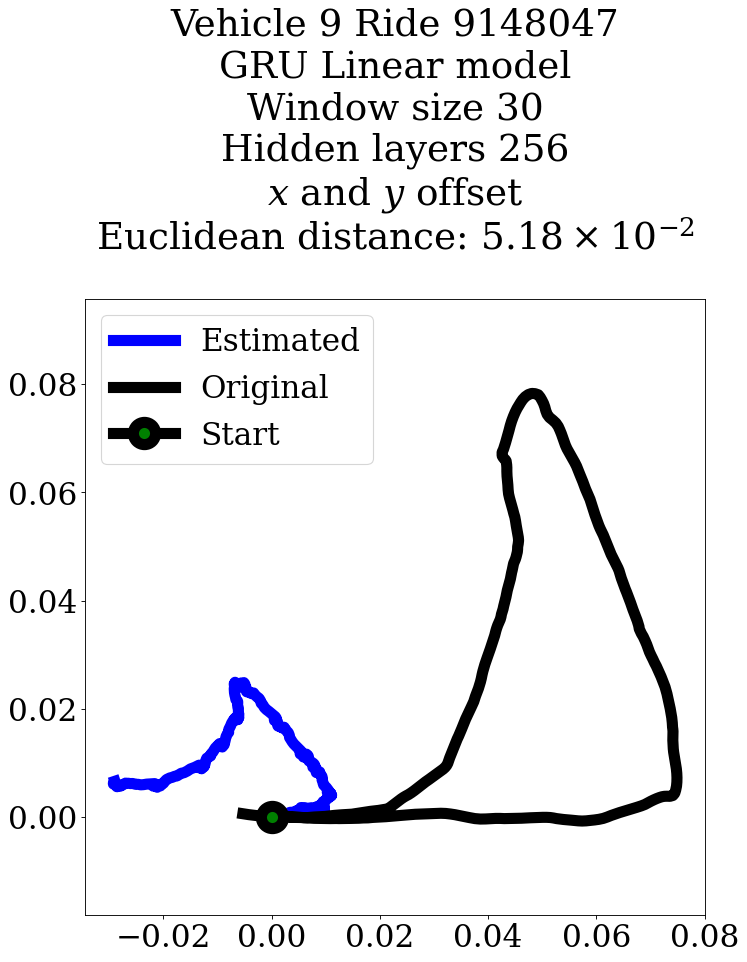 Vehicle 9 Ride 9148047
GRU Linear model
Window size 30
Hidden layers 256
x and y offset
Euclidean distance: 5.18 × 10⁻²
Estimated
Original
Start
0.08
0.06
0.04
0.02
0.00
−0.02 0.00 0.02 0.04 0.06 0.08